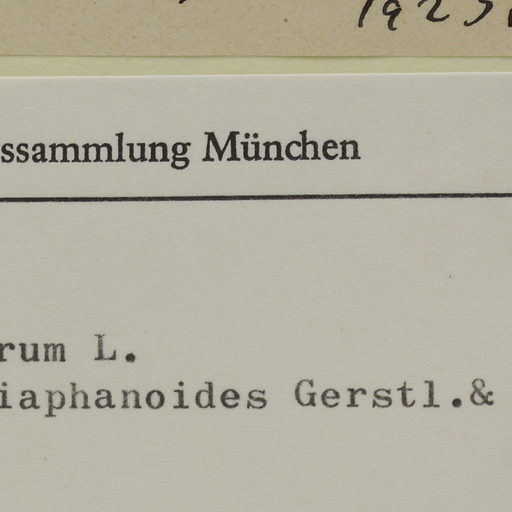 ssammlung München
rum L.
iaphanoides Gerstl.&